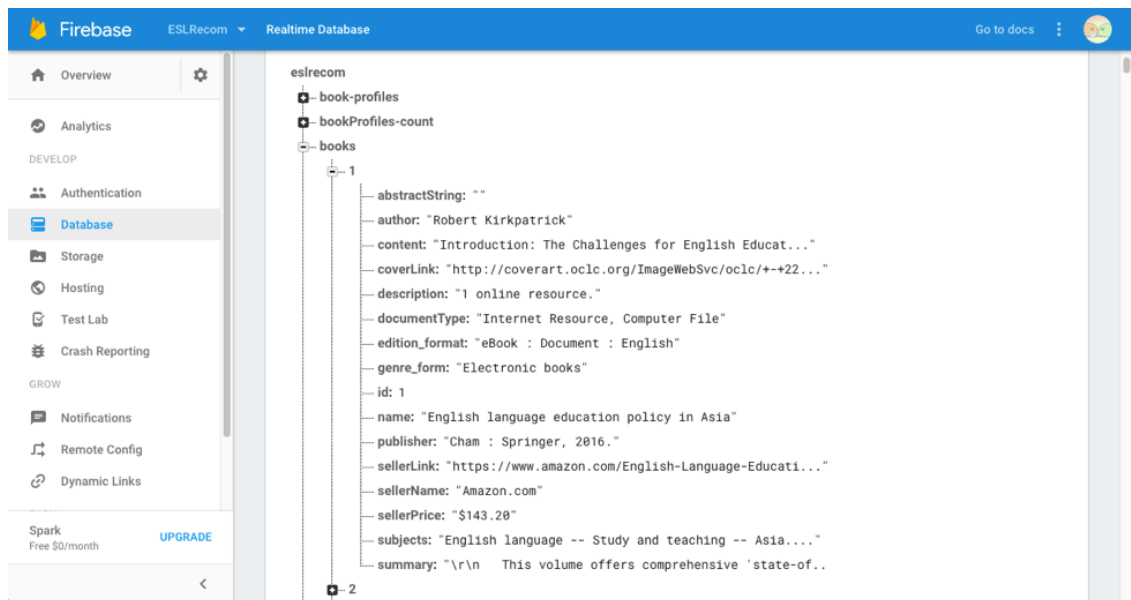 Firebase
ESLRecom
Realtime Database
Go to docs
Overview
Analytics
DEVELOP
Authentication
Database
Storage
Hosting
Test Lab
Crash Reporting
GROW
Notifications
Remote Config
Dynamic Links
Spark
Free $0/month
UPGRADE
eslrecom
book-profiles
bookProfiles-count
books
1
abstractString: ""
author: "Robert Kirkpatrick"
content: "Introduction: The Challenges for English Educat..."
coverLink: "http://coverart.oclc.org/ImageWebSvc/oclc/+-+22..."
description: "1 online resource."
documentType: "Internet Resource, Computer File"
edition_format: "eBook : Document : English"
genre_form: "Electronic books"
id: 1
name: "English language education policy in Asia"
publisher: "Cham : Springer, 2016."
sellerLink: "https://www.amazon.com/English-Language-Educati..."
sellerName: "Amazon.com"
sellerPrice: "$143.20"
subjects: "English language -- Study and teaching -- Asia...."
summary: "\r\n   This volume offers comprehensive 'state-of..
2